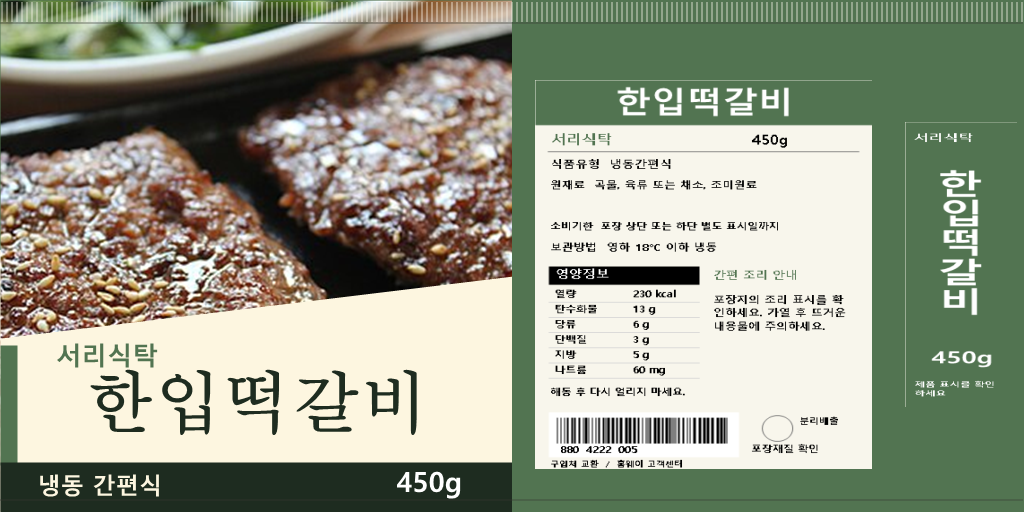 서리식탁
한입떡갈비
냉동 간편식
450g
한입떡갈비
서리식탁
450g
식품유형 냉동간편식
원재료 곡물, 육류 또는 채소, 조미원료
소비기한 포장 상단 또는 하단 별도 표시일까지
보관방법 영하 18℃ 이하 냉동
영양정보
열량 230 kcal
탄수화물 13 g
당류 6 g
단백질 3 g
지방 5 g
나트륨 60 mg
간편 조리 안내
포장지의 조리 표시를 확
인하세요. 가열 후 뜨거운
내용물에 주의하세요.
해동 후 다시 얼리지 마세요.
880 4222 005
분리배출
포장재질 확인
구입처 교환 / 홈웨이 고객센터
서리식탁
한입떡갈비
450g
제품 표시를 확인
하세요